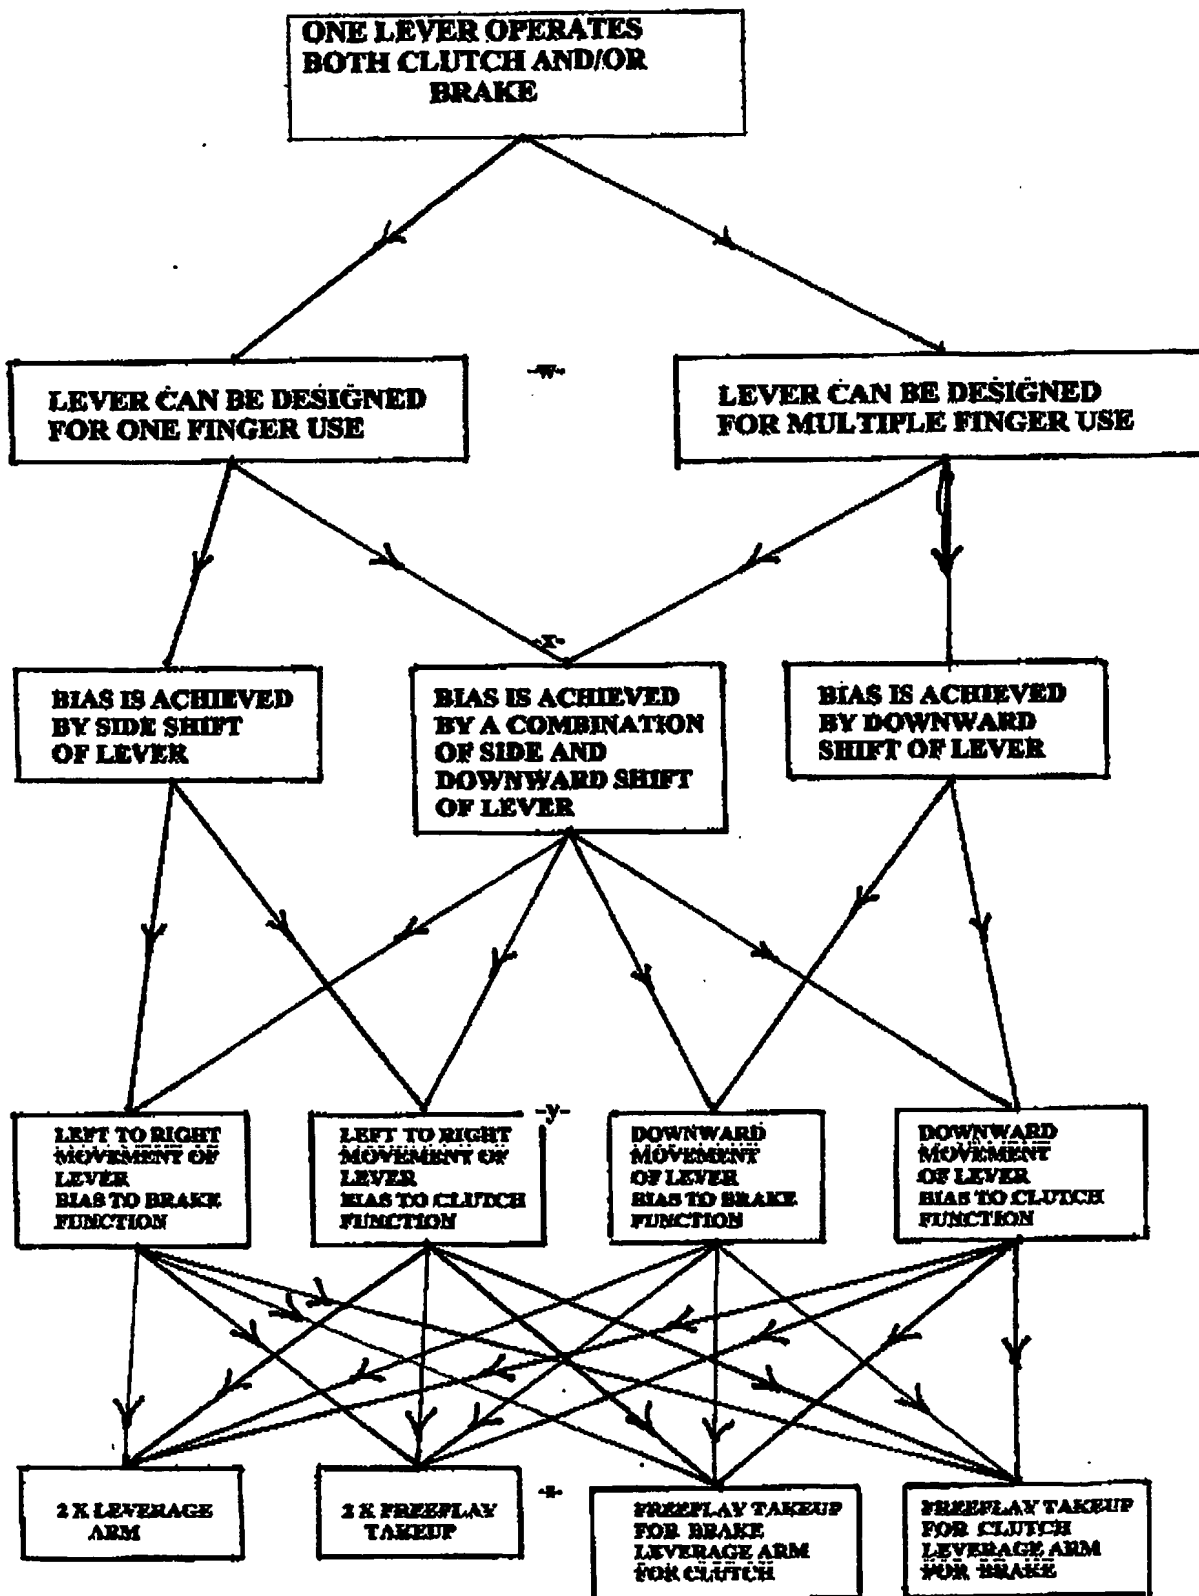 ONE LEVER OPERATES
BOTH CLUTCH AND/OR
BRAKE
-w-
LEVER CAN BE DESIGNED
FOR ONE FINGER USE
LEVER CAN BE DESIGNED
FOR MULTIPLE FINGER USE
-x-
BIAS IS ACHIEVED
BY SIDE SHIFT
OF LEVER
BIAS IS ACHIEVED
BY A COMBINATION
OF SIDE AND
DOWNWARD SHIFT
OF LEVER
BIAS IS ACHIEVED
BY DOWNWARD
SHIFT OF LEVER
-y-
LEFT TO RIGHT
MOVEMENT OF
LEVER
BIAS TO BRAKE
FUNCTION
LEFT TO RIGHT
MOVEMENT OF
LEVER
BIAS TO CLUTCH
FUNCTION
DOWNWARD
MOVEMENT
OF LEVER
BIAS TO BRAKE
FUNCTION
DOWNWARD
MOVEMENT
OF LEVER
BIAS TO CLUTCH
FUNCTION
2 X LEVERAGE
ARM
2 X FREEPLAY
TAKEUP
FREEPLAY TAKEUP
FOR BRAKE
LEVERAGE ARM
FOR CLUTCH
FREEPLAY TAKEUP
FOR CLUTCH
LEVERAGE ARM
FOR BRAKE